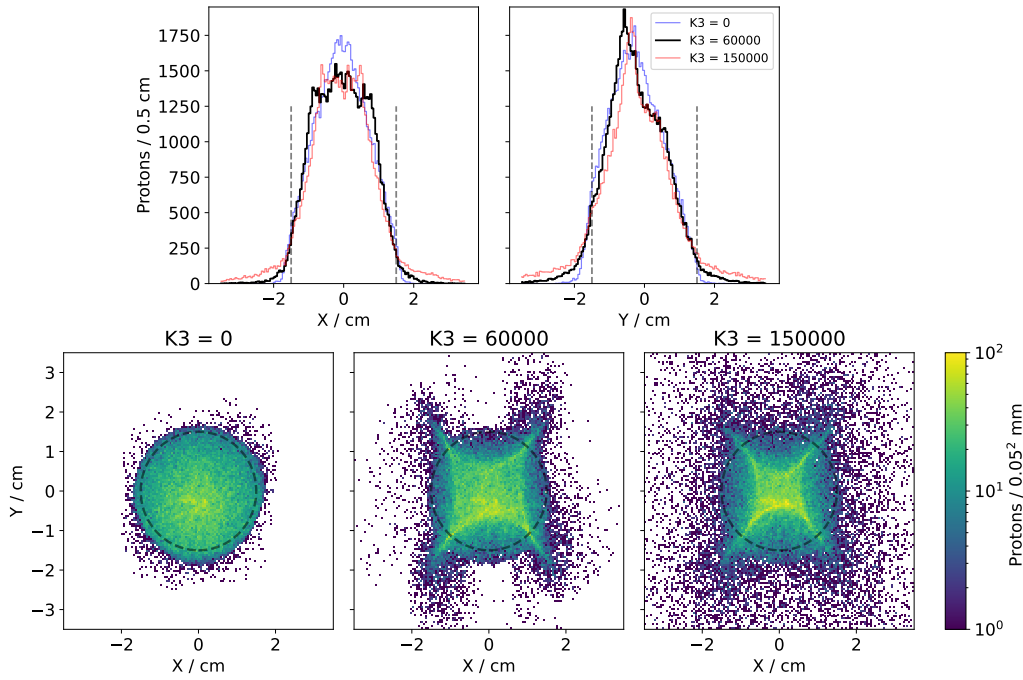 1750
1500
1250
1000
750
500
250
0
Protons / 0.5 cm
−2 0 2
X / cm
K3 = 0
K3 = 60000
K3 = 150000
−2 0 2
Y / cm
K3 = 0
K3 = 60000
K3 = 150000
3
2
1
0
−1
−2
−3
Y / cm
−2 0 2
X / cm
−2 0 2
X / cm
−2 0 2
X / cm
10²
10¹
10⁰
Protons / 0.05² mm